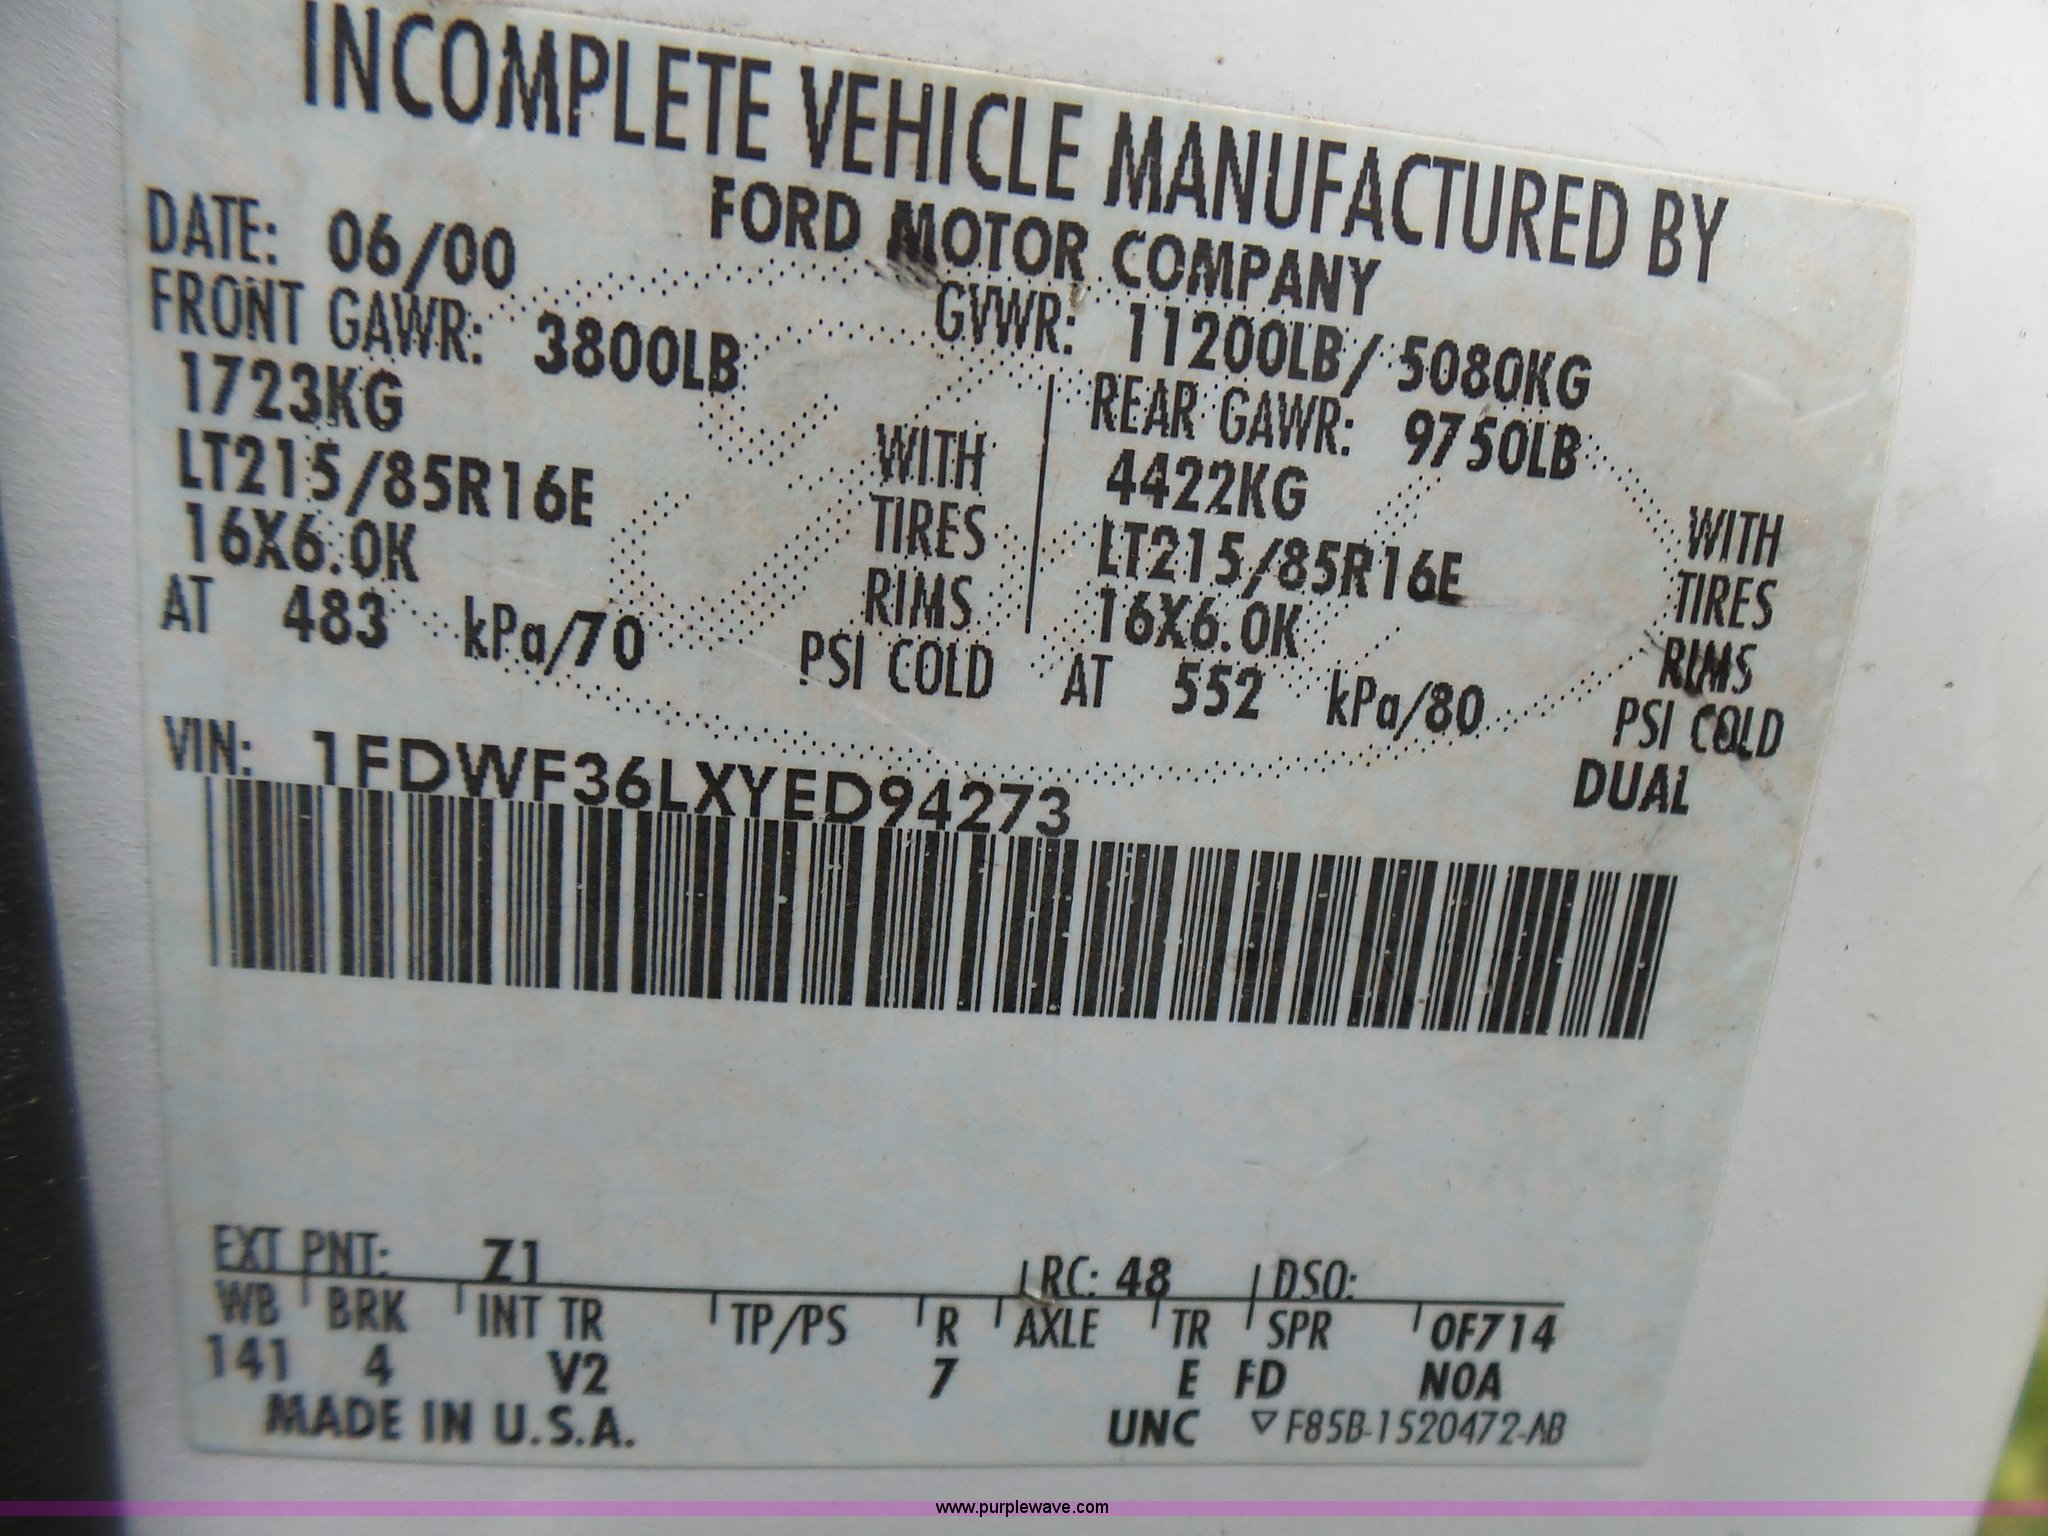 INCOMPLETE VEHICLE MANUFACTURED BY
FORD MOTOR COMPANY
DATE: 06/00
GVWR: 11200LB/ 5080KG
FRONT GAWR: 3800LB
REAR GAWR: 9750LB
1723KG WITH
4422KG WITH
LT215/85R16E TIRES
LT215/85R16E TIRES
16X6.0K RIMS
16X6.0K RIMS
AT 483 kPa/70 PSI COLD
AT 552 kPa/80 PSI COLD
DUAL
VIN: 1FDWF36LXYED94273
EXT PNT: Z1 RC: 48 DSO:
WB BRK INT TR TP/PS R AXLE TR SPR 0F714
141 4 V2 7 E FD N0A
MADE IN U.S.A. UNC ▽ F85B-1520472-AB
www.purplewave.com